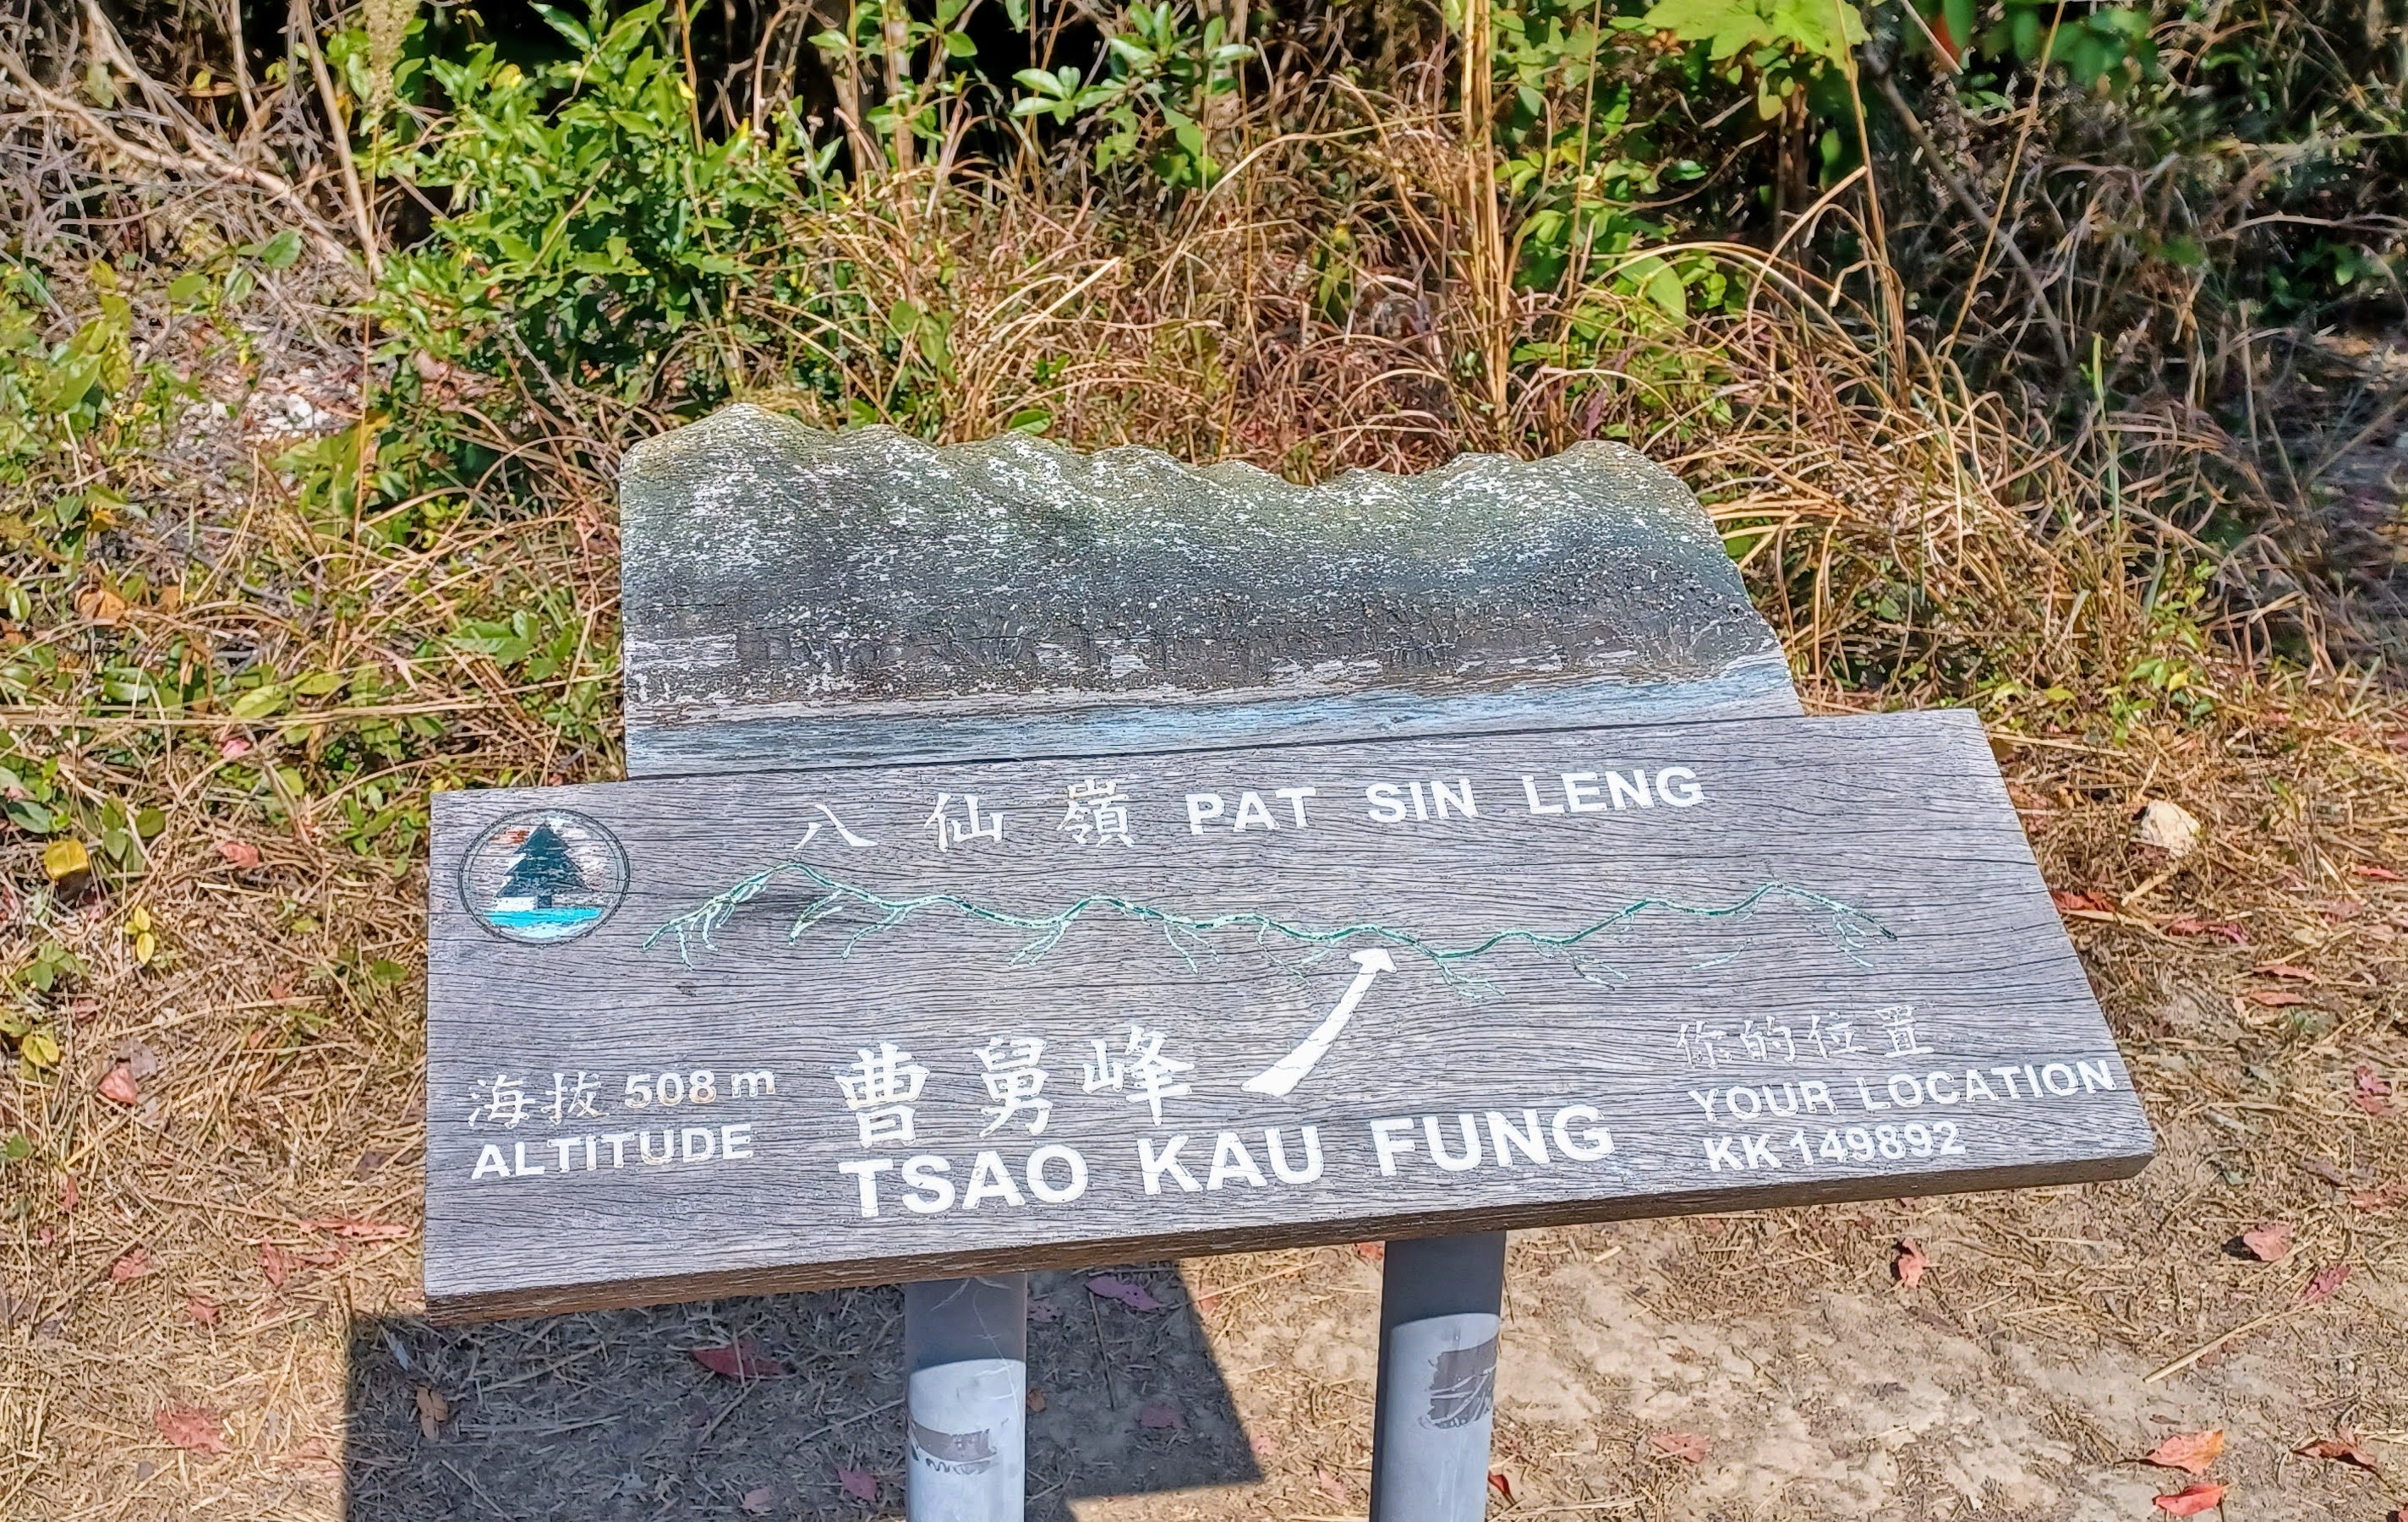 八仙嶺 PAT SIN LENG
海拔 508 m
ALTITUDE
曹舅峰
TSAO KAU FUNG
你的位置
YOUR LOCATION
KK 149892